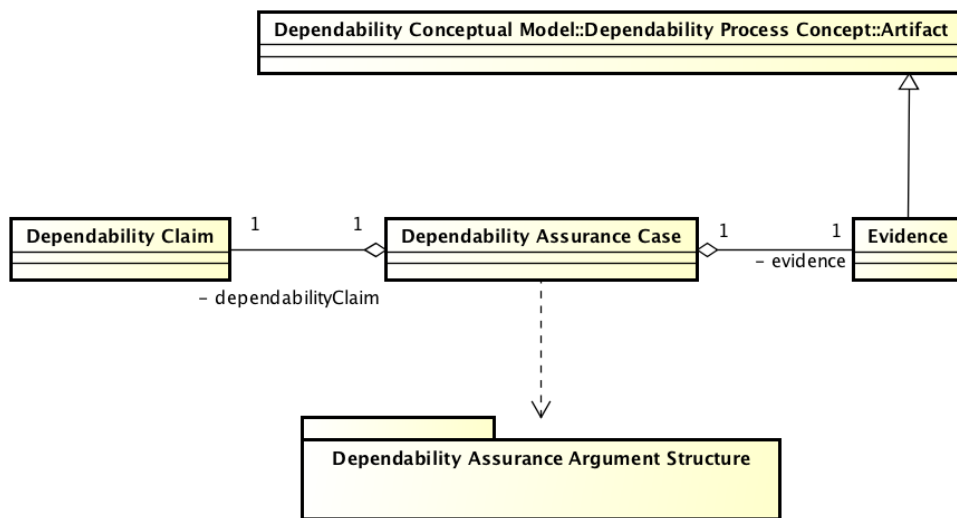 Dependability Conceptual Model::Dependability Process Concept::Artifact
Dependability Claim
1
1
Dependability Assurance Case
1
1
Evidence
- evidence
- dependabilityClaim
Dependability Assurance Argument Structure